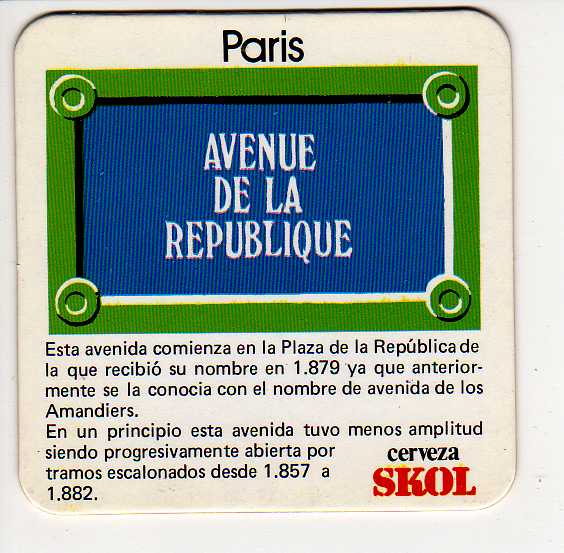 Paris
AVENUE
DE LA
REPUBLIQUE
Esta avenida comienza en la Plaza de la República de
la que recibió su nombre en 1.879 ya que anterior-
mente se la conocia con el nombre de avenida de los
Amandiers.
En un principio esta avenida tuvo menos amplitud
siendo progresivamente abierta por
tramos escalonados desde 1.857 a
1.882.
cerveza
SKOL